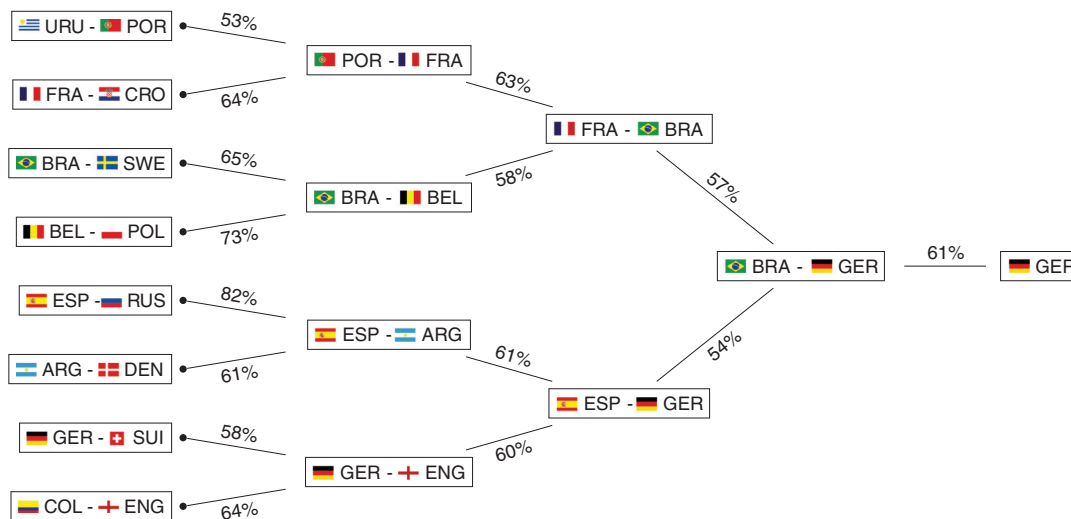 URU - POR
53%
POR - FRA
FRA - CRO
64%
63%
FRA - BRA
BRA - SWE
65%
58%
BRA - BEL
BEL - POL
73%
57%
BRA - GER
61%
GER
ESP - RUS
82%
ESP - ARG
ARG - DEN
61%
61%
54%
ESP - GER
GER - SUI
58%
60%
GER - ENG
COL - ENG
64%